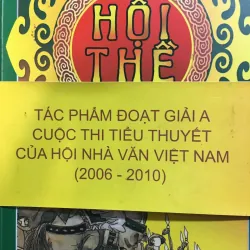 HỘI
THỀ
TÁC PHẨM ĐOẠT GIẢI A
CUỘC THI TIỂU THUYẾT
CỦA HỘI NHÀ VĂN VIỆT NAM
(2006 - 2010)